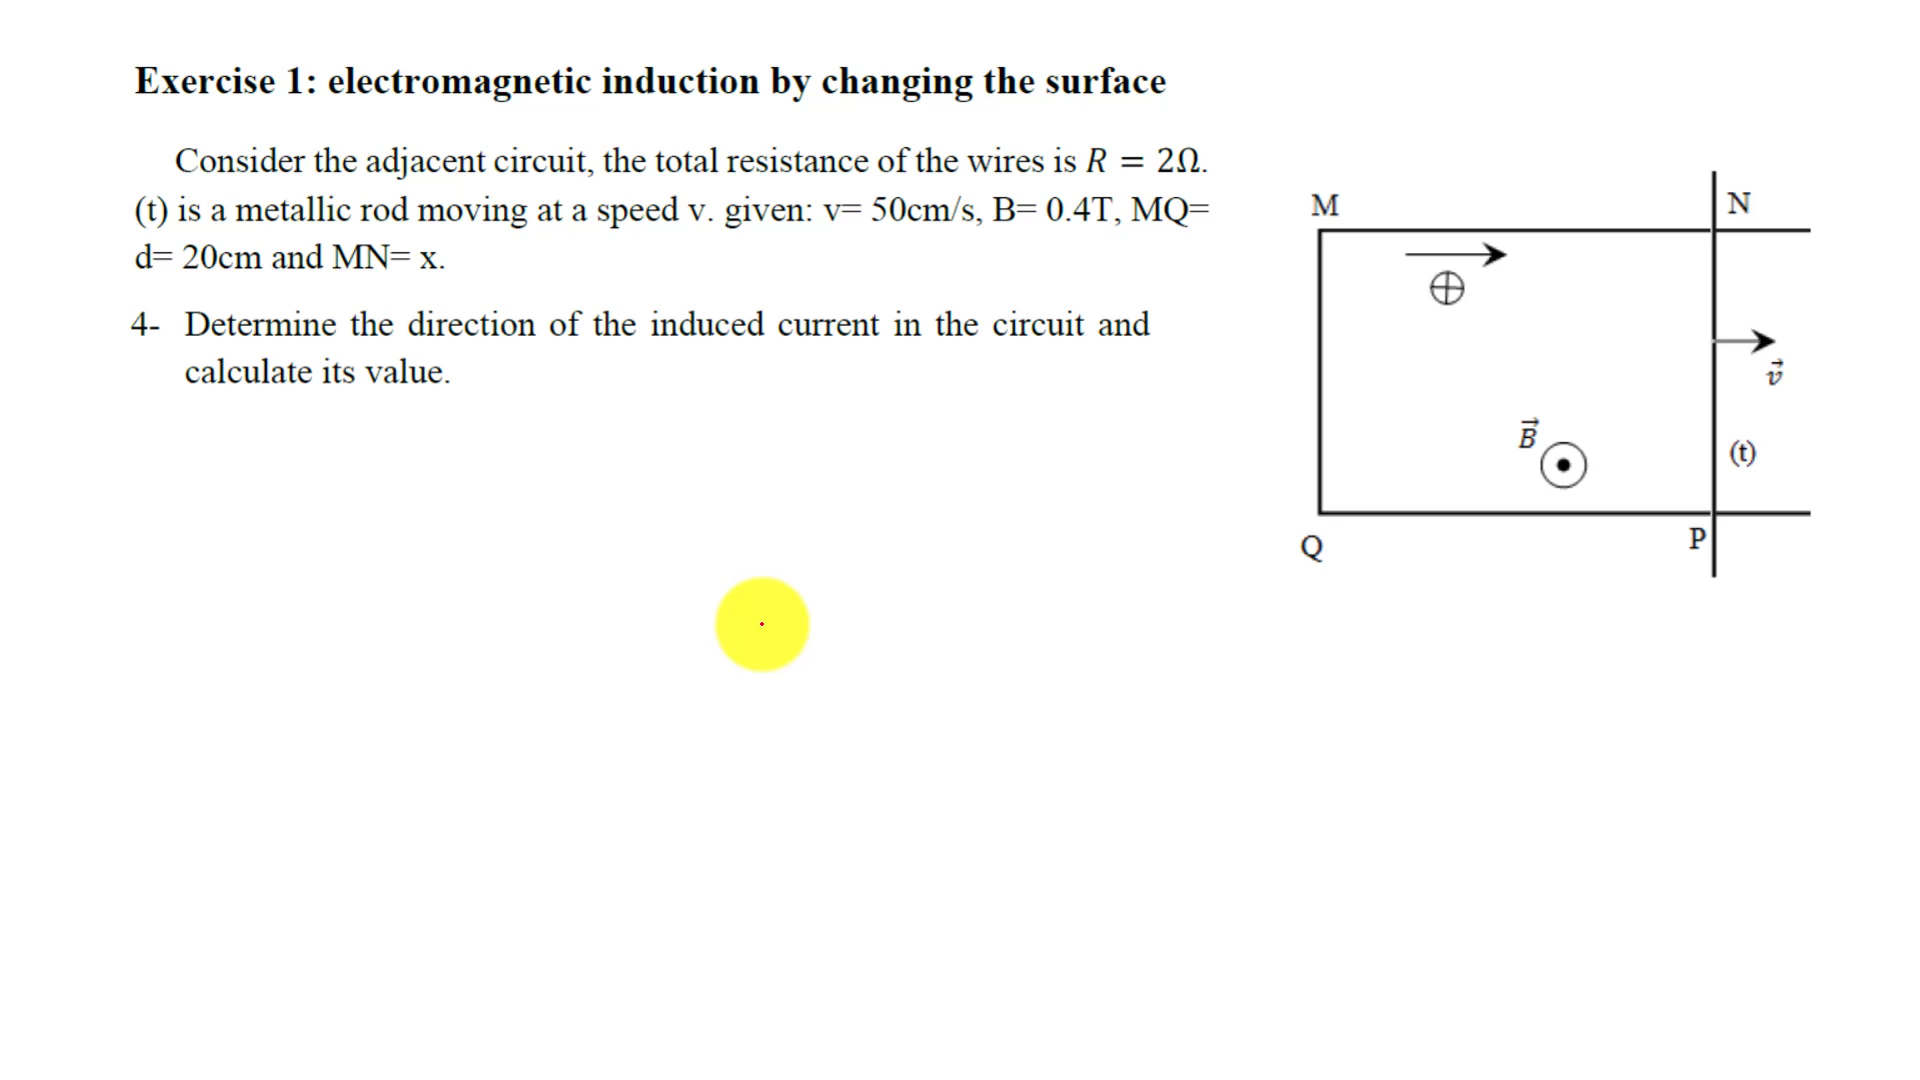 Exercise 1: electromagnetic induction by changing the surface
Consider the adjacent circuit, the total resistance of the wires is R = 2Ω.
(t) is a metallic rod moving at a speed v. given: v= 50cm/s, B= 0.4T, MQ=
d= 20cm and MN= x.
4- Determine the direction of the induced current in the circuit and
calculate its value.
M
N
v⃗
B⃗
(t)
P
Q